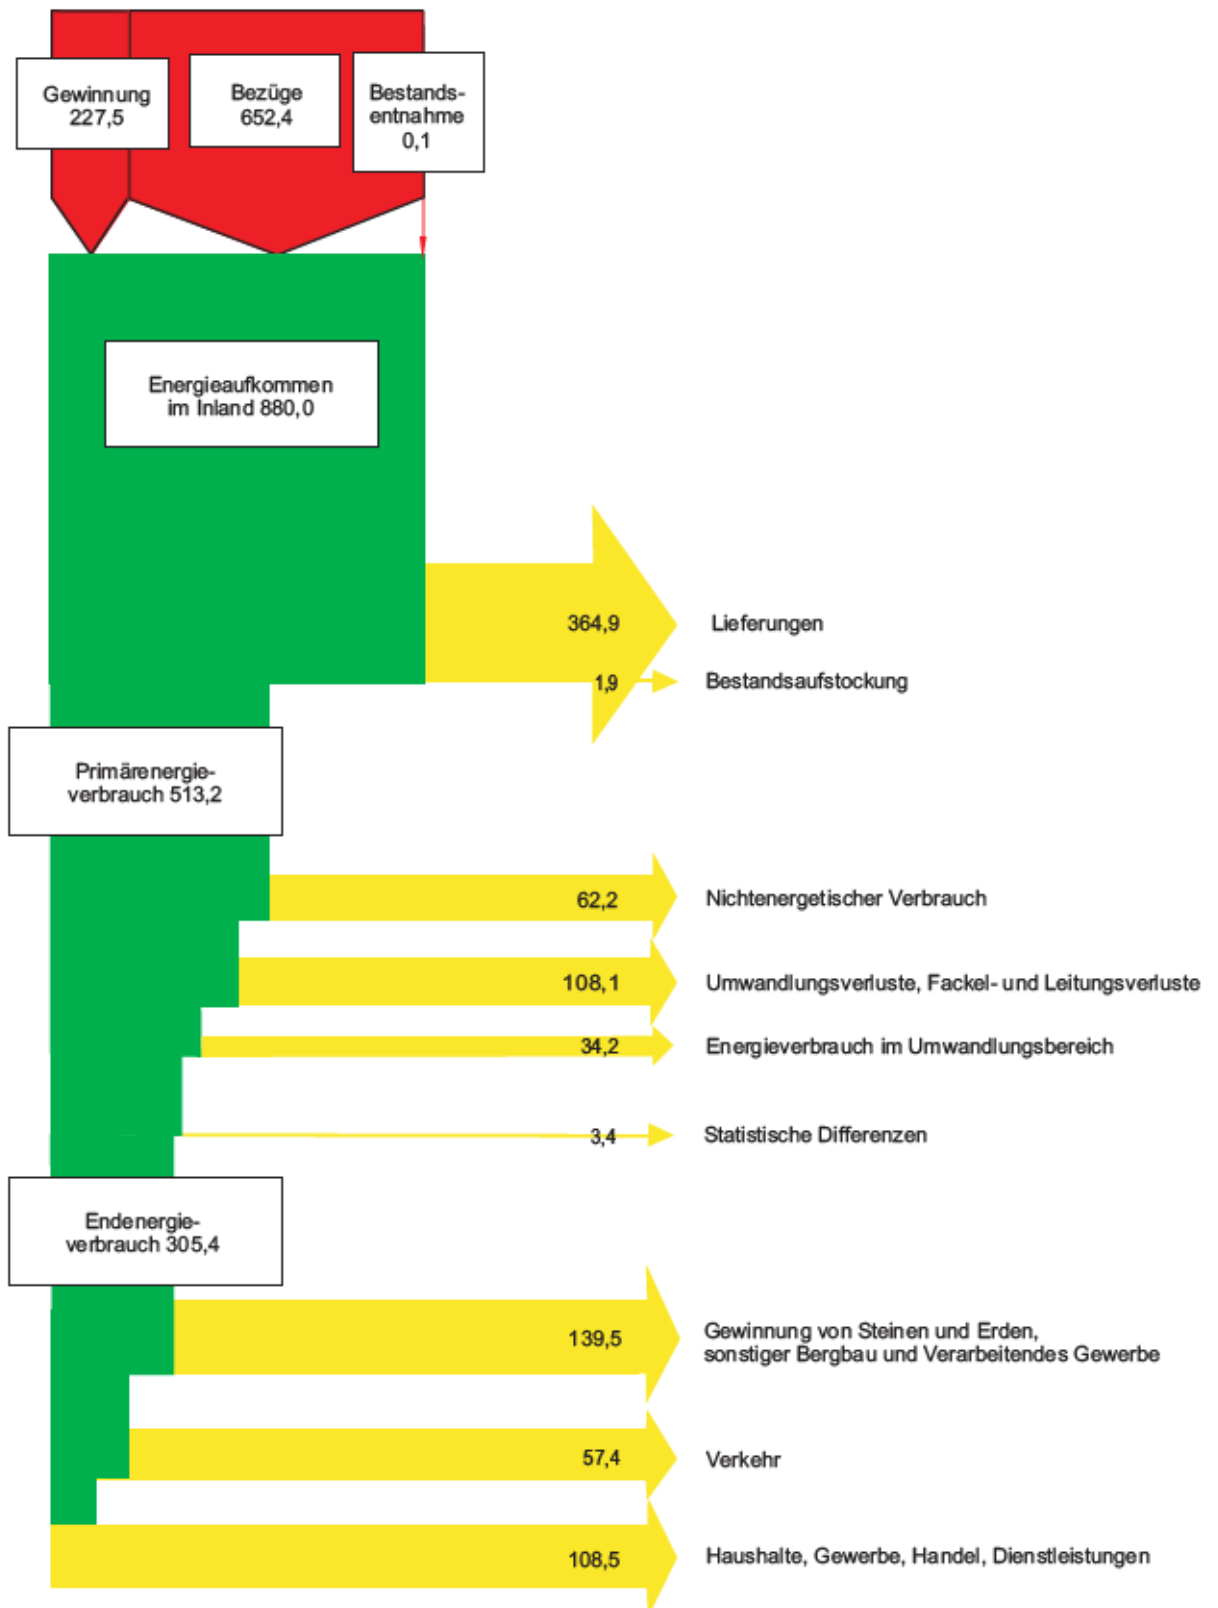 Gewinnung
227,5
Bezüge
652,4
Bestands-
entnahme
0,1
Energieaufkommen
im Inland 880,0
364,9 Lieferungen
1,9 Bestandsaufstockung
Primärenergie-
verbrauch 513,2
62,2 Nichtenergetischer Verbrauch
108,1 Umwandlungsverluste, Fackel- und Leitungsverluste
34,2 Energieverbrauch im Umwandlungsbereich
3,4 Statistische Differenzen
Endenergie-
verbrauch 305,4
139,5 Gewinnung von Steinen und Erden,
sonstiger Bergbau und Verarbeitendes Gewerbe
57,4 Verkehr
108,5 Haushalte, Gewerbe, Handel, Dienstleistungen